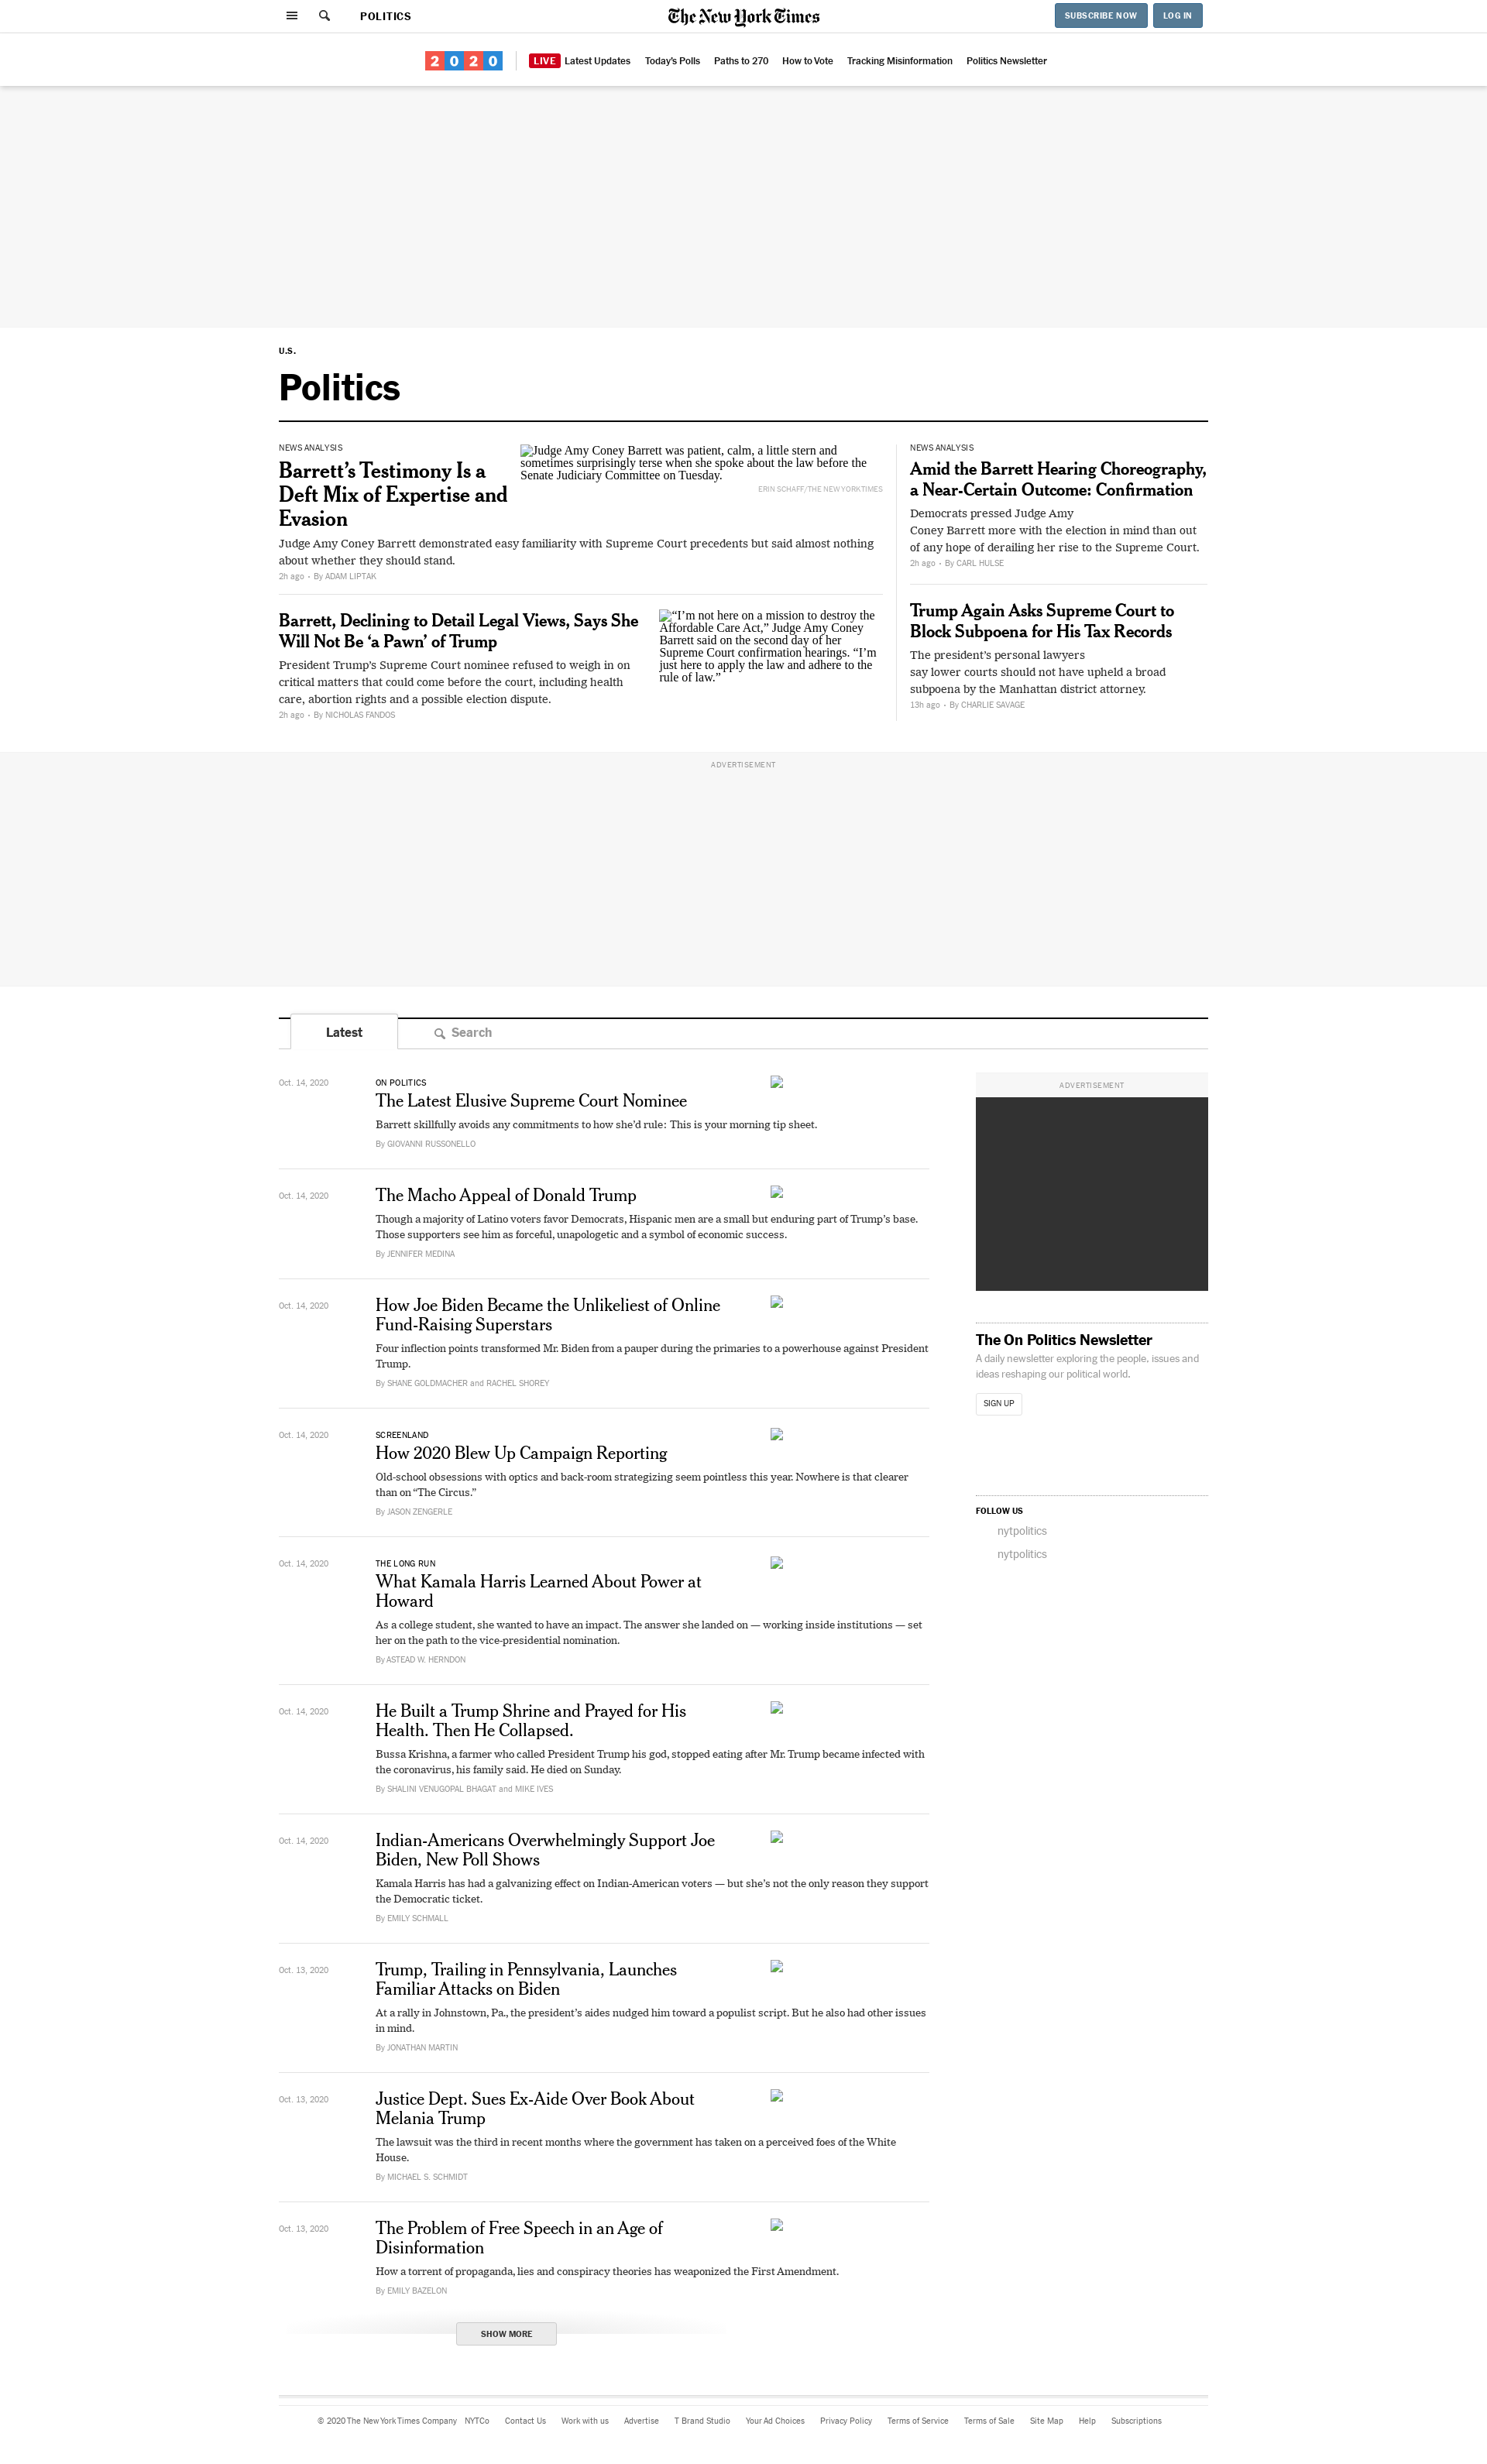 POLITICS
The New York Times
SUBSCRIBE NOW
LOG IN
2020
LIVE Latest Updates
Today's Polls
Paths to 270
How to Vote
Tracking Misinformation
Politics Newsletter
U.S.
Politics
NEWS ANALYSIS
Barrett’s Testimony Is a
Deft Mix of Expertise and
Evasion
Judge Amy Coney Barrett was patient, calm, a little stern and
sometimes surprisingly terse when she spoke about the law before the
Senate Judiciary Committee on Tuesday.
ERIN SCHAFF/THE NEW YORK TIMES
Judge Amy Coney Barrett demonstrated easy familiarity with Supreme Court precedents but said almost nothing
about whether they should stand.
2h ago • By ADAM LIPTAK
Barrett, Declining to Detail Legal Views, Says She
Will Not Be ‘a Pawn’ of Trump
President Trump’s Supreme Court nominee refused to weigh in on
critical matters that could come before the court, including health
care, abortion rights and a possible election dispute.
2h ago • By NICHOLAS FANDOS
“I’m not here on a mission to destroy the
Affordable Care Act,” Judge Amy Coney
Barrett said on the second day of her
Supreme Court confirmation hearings. “I’m
just here to apply the law and adhere to the
rule of law.”
NEWS ANALYSIS
Amid the Barrett Hearing Choreography,
a Near-Certain Outcome: Confirmation
Democrats pressed Judge Amy
Coney Barrett more with the election in mind than out
of any hope of derailing her rise to the Supreme Court.
2h ago • By CARL HULSE
Trump Again Asks Supreme Court to
Block Subpoena for His Tax Records
The president’s personal lawyers
say lower courts should not have upheld a broad
subpoena by the Manhattan district attorney.
13h ago • By CHARLIE SAVAGE
ADVERTISEMENT
Latest
Search
Oct. 14, 2020
ON POLITICS
The Latest Elusive Supreme Court Nominee
Barrett skillfully avoids any commitments to how she’d rule: This is your morning tip sheet.
By GIOVANNI RUSSONELLO
Oct. 14, 2020
The Macho Appeal of Donald Trump
Though a majority of Latino voters favor Democrats, Hispanic men are a small but enduring part of Trump’s base.
Those supporters see him as forceful, unapologetic and a symbol of economic success.
By JENNIFER MEDINA
Oct. 14, 2020
How Joe Biden Became the Unlikeliest of Online
Fund-Raising Superstars
Four inflection points transformed Mr. Biden from a pauper during the primaries to a powerhouse against President
Trump.
By SHANE GOLDMACHER and RACHEL SHOREY
Oct. 14, 2020
SCREENLAND
How 2020 Blew Up Campaign Reporting
Old-school obsessions with optics and back-room strategizing seem pointless this year. Nowhere is that clearer
than on “The Circus.”
By JASON ZENGERLE
Oct. 14, 2020
THE LONG RUN
What Kamala Harris Learned About Power at
Howard
As a college student, she wanted to have an impact. The answer she landed on — working inside institutions — set
her on the path to the vice-presidential nomination.
By ASTEAD W. HERNDON
Oct. 14, 2020
He Built a Trump Shrine and Prayed for His
Health. Then He Collapsed.
Bussa Krishna, a farmer who called President Trump his god, stopped eating after Mr. Trump became infected with
the coronavirus, his family said. He died on Sunday.
By SHALINI VENUGOPAL BHAGAT and MIKE IVES
Oct. 14, 2020
Indian-Americans Overwhelmingly Support Joe
Biden, New Poll Shows
Kamala Harris has had a galvanizing effect on Indian-American voters — but she’s not the only reason they support
the Democratic ticket.
By EMILY SCHMALL
Oct. 13, 2020
Trump, Trailing in Pennsylvania, Launches
Familiar Attacks on Biden
At a rally in Johnstown, Pa., the president’s aides nudged him toward a populist script. But he also had other issues
in mind.
By JONATHAN MARTIN
Oct. 13, 2020
Justice Dept. Sues Ex-Aide Over Book About
Melania Trump
The lawsuit was the third in recent months where the government has taken on a perceived foes of the White
House.
By MICHAEL S. SCHMIDT
Oct. 13, 2020
The Problem of Free Speech in an Age of
Disinformation
How a torrent of propaganda, lies and conspiracy theories has weaponized the First Amendment.
By EMILY BAZELON
SHOW MORE
ADVERTISEMENT
The On Politics Newsletter
A daily newsletter exploring the people, issues and
ideas reshaping our political world.
SIGN UP
FOLLOW US
nytpolitics
nytpolitics
© 2020 The New York Times Company NYTCo Contact Us Work with us Advertise T Brand Studio Your Ad Choices Privacy Policy Terms of Service Terms of Sale Site Map Help Subscriptions